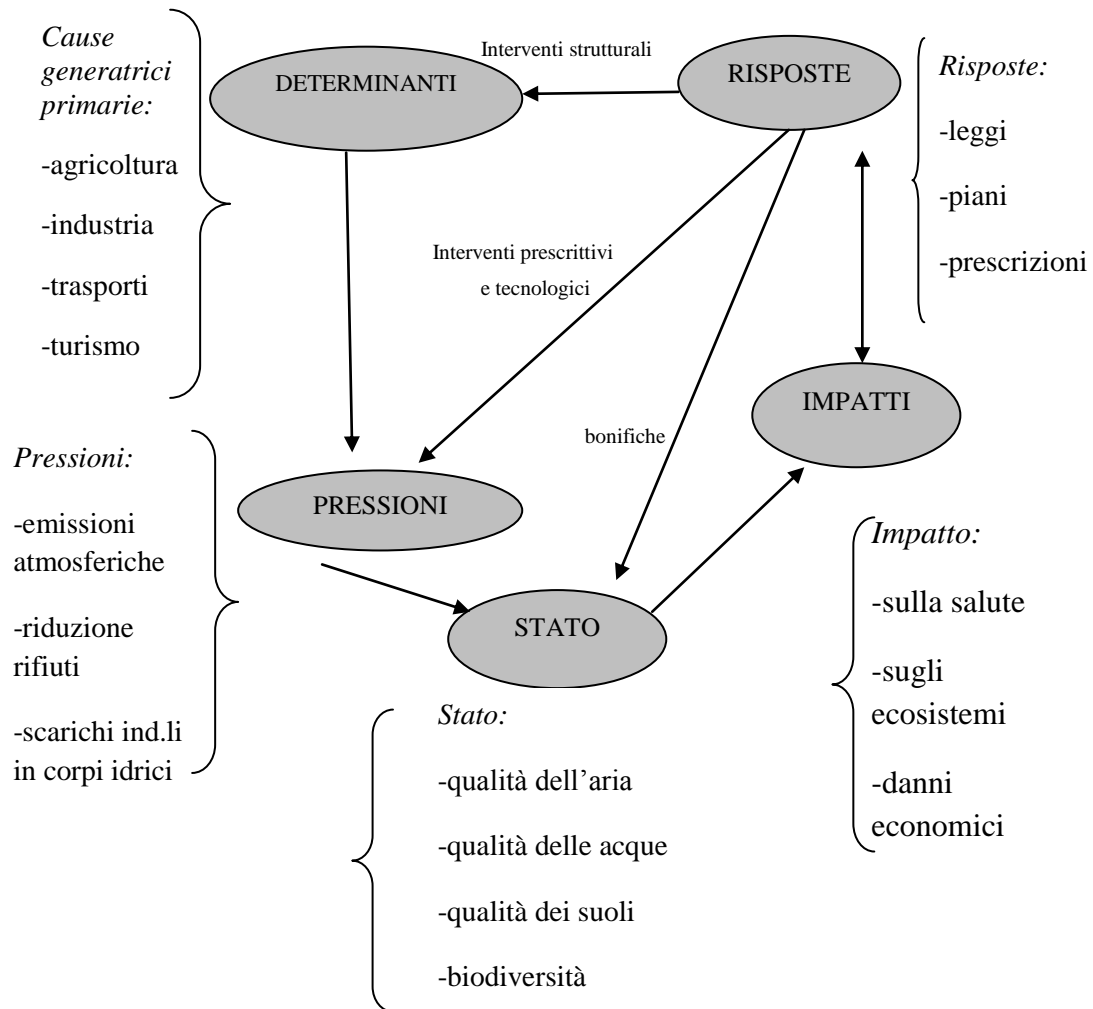 Cause
generatrici
primarie:
-agricoltura
-industria
-trasporti
-turismo
DETERMINANTI
Interventi strutturali
RISPOSTE
Risposte:
-leggi
-piani
-prescrizioni
Interventi prescrittivi
e tecnologici
bonifiche
IMPATTI
Pressioni:
-emissioni
atmosferiche
-riduzione
rifiuti
-scarichi ind.li
in corpi idrici
PRESSIONI
STATO
Impatto:
-sulla salute
-sugli
ecosistemi
-danni
economici
Stato:
-qualità dell’aria
-qualità delle acque
-qualità dei suoli
-biodiversità